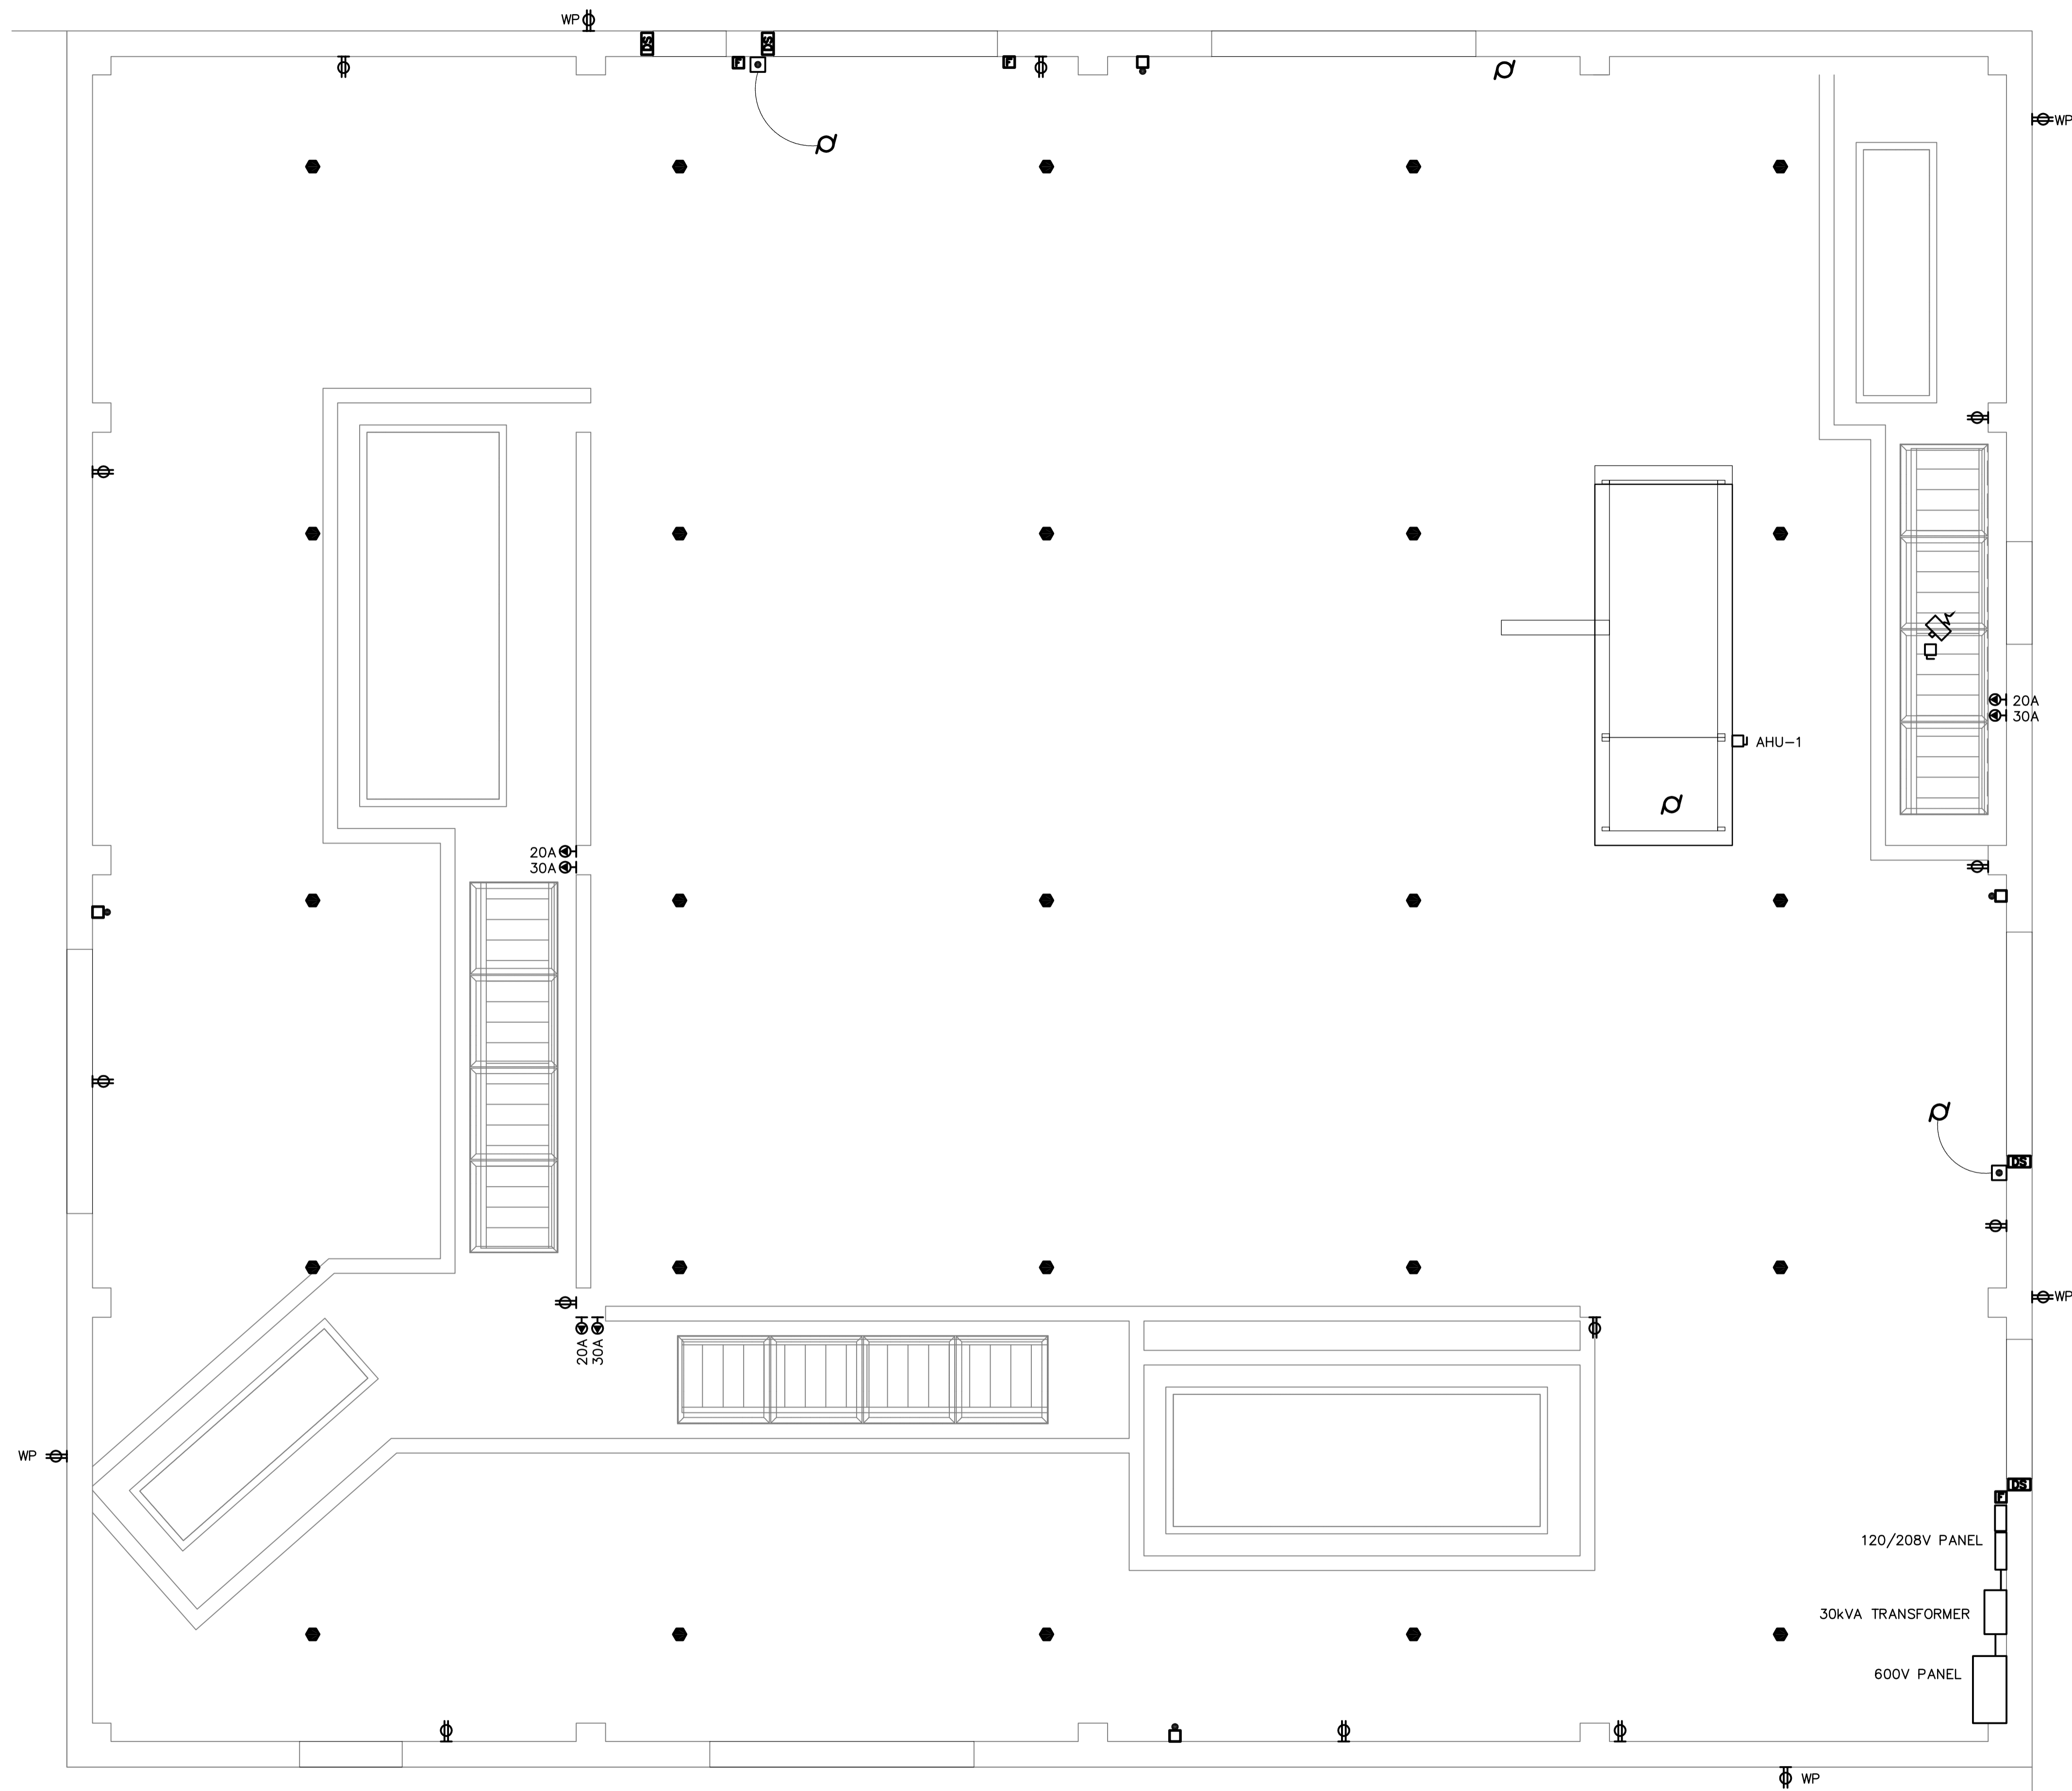 WP
DS
DS
F
F
WP
20A
30A
AHU-1
20A
30A
DS
WP
20A
30A
WP
DS
F
120/208V PANEL
30kVA TRANSFORMER
600V PANEL
WP